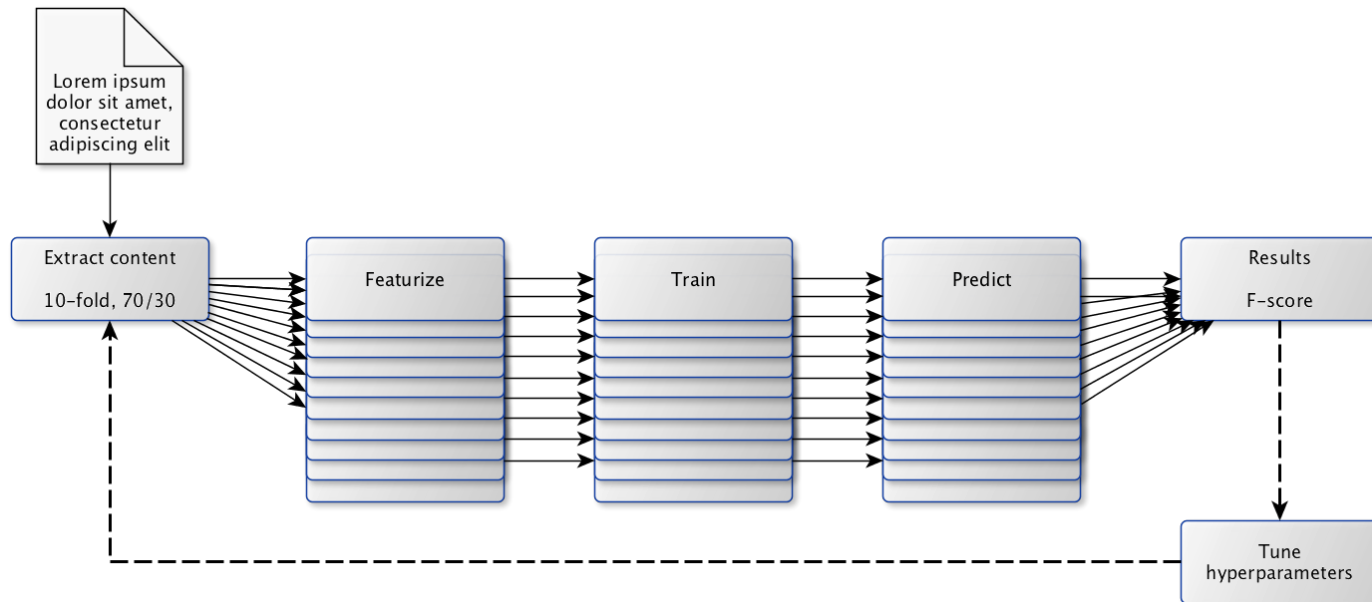 Lorem ipsum
dolor sit amet,
consectetur
adipiscing elit
Extract content
10-fold, 70/30
Featurize
Train
Predict
Results
F-score
Tune
hyperparameters